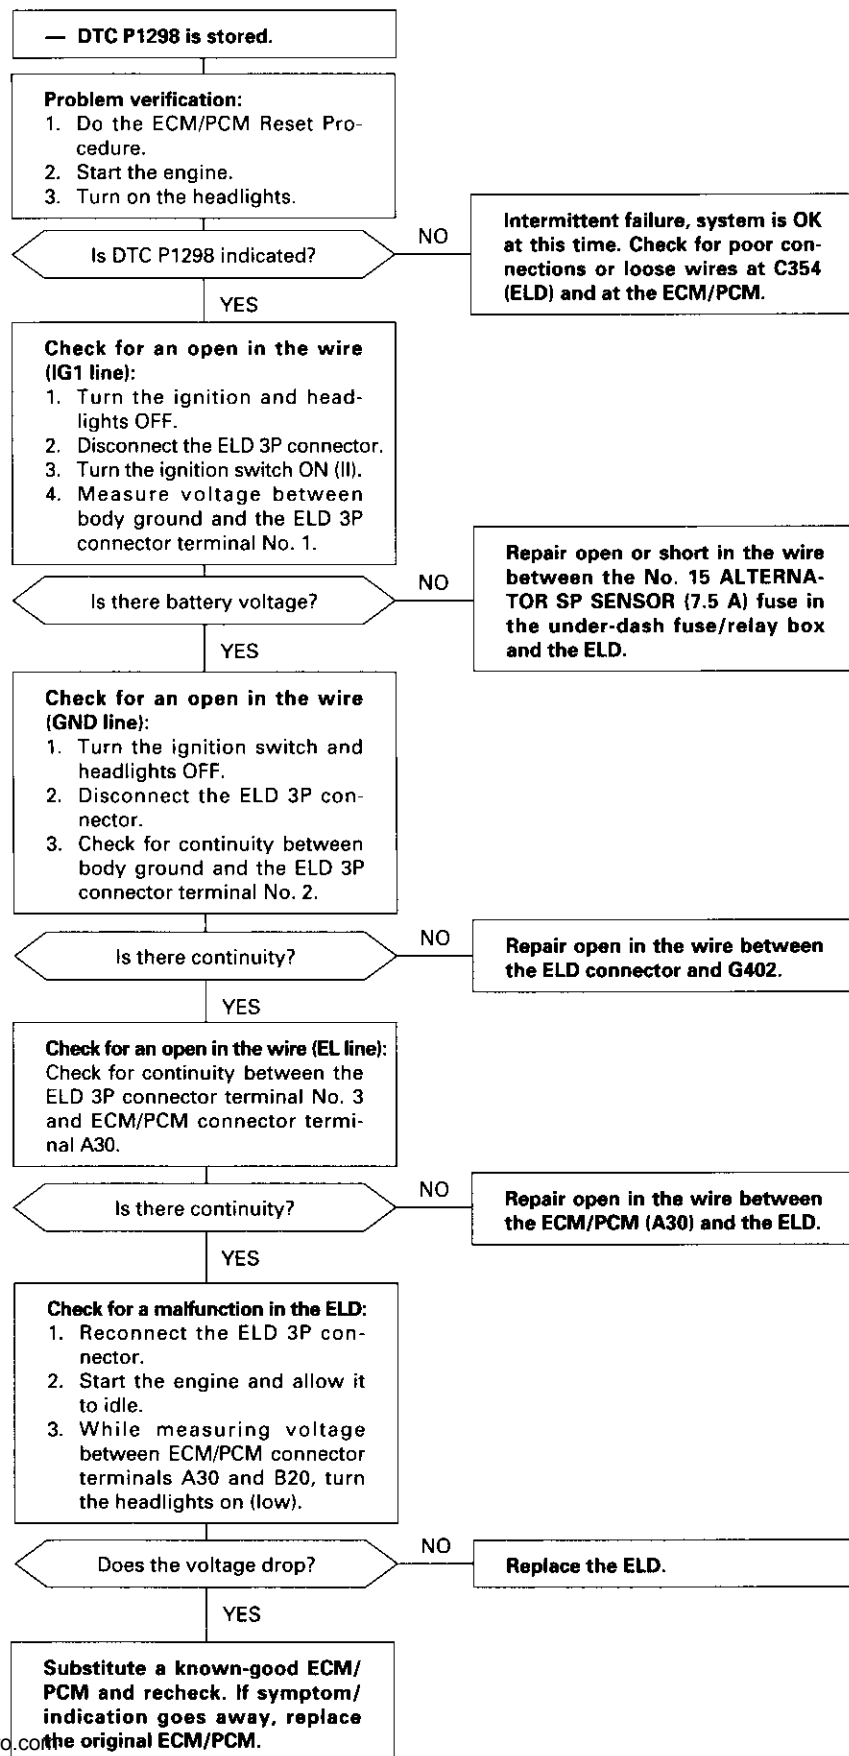 — DTC P1298 is stored.
Problem verification:
1. Do the ECM/PCM Reset Pro-
cedure.
2. Start the engine.
3. Turn on the headlights.
Is DTC P1298 indicated?
NO
Intermittent failure, system is OK
at this time. Check for poor con-
nections or loose wires at C354
(ELD) and at the ECM/PCM.
YES
Check for an open in the wire
(IG1 line):
1. Turn the ignition and head-
lights OFF.
2. Disconnect the ELD 3P connector.
3. Turn the ignition switch ON (II).
4. Measure voltage between
body ground and the ELD 3P
connector terminal No. 1.
Is there battery voltage?
NO
Repair open or short in the wire
between the No. 15 ALTERNA-
TOR SP SENSOR (7.5 A) fuse in
the under-dash fuse/relay box
and the ELD.
YES
Check for an open in the wire
(GND line):
1. Turn the ignition switch and
headlights OFF.
2. Disconnect the ELD 3P con-
nector.
3. Check for continuity between
body ground and the ELD 3P
connector terminal No. 2.
Is there continuity?
NO
Repair open in the wire between
the ELD connector and G402.
YES
Check for an open in the wire (EL line):
Check for continuity between the
ELD 3P connector terminal No. 3
and ECM/PCM connector termi-
nal A30.
Is there continuity?
NO
Repair open in the wire between
the ECM/PCM (A30) and the ELD.
YES
Check for a malfunction in the ELD:
1. Reconnect the ELD 3P con-
nector.
2. Start the engine and allow it
to idle.
3. While measuring voltage
between ECM/PCM connector
terminals A30 and B20, turn
the headlights on (low).
Does the voltage drop?
NO
Replace the ELD.
YES
Substitute a known-good ECM/
PCM and recheck. If symptom/
indication goes away, replace
the original ECM/PCM.
o.com